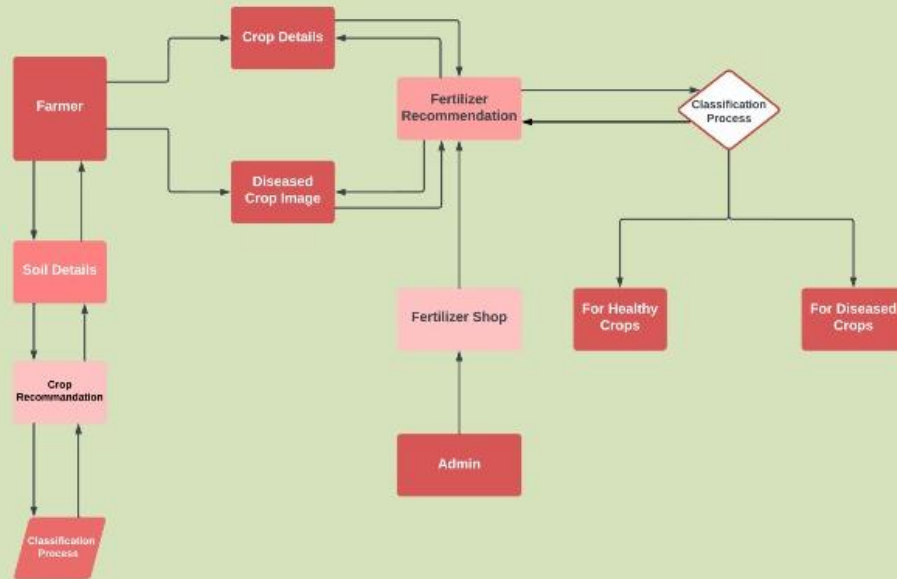 Crop Details
Farmer
Fertilizer
Recommendation
Classification
Process
Diseased
Crop Image
Soil Details
Fertilizer Shop
For Healthy
Crops
For Diseased
Crops
Crop
Recommandation
Admin
Classification
Process